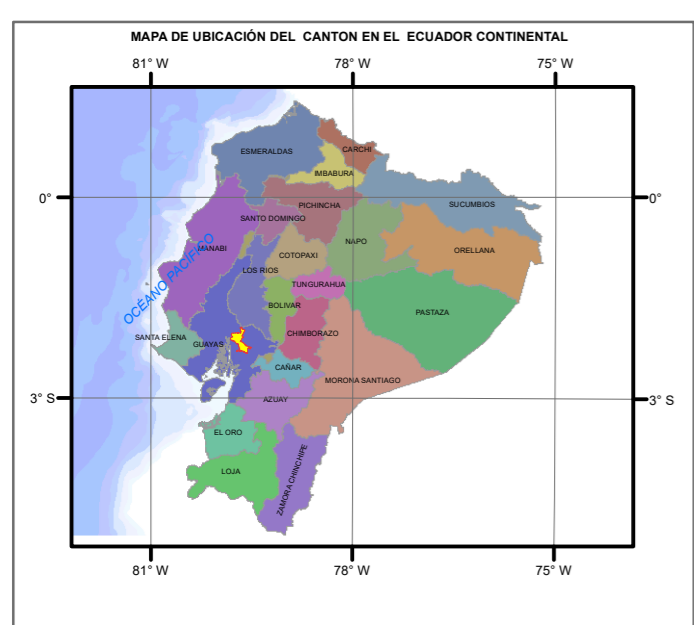 MAPA DE UBICACIÓN DEL CANTON EN EL ECUADOR CONTINENTAL
81° W 78° W 75° W
ESMERALDAS
CARCHI
IMBABURA
0° 0°
PICHINCHA
SUCUMBIOS
SANTO DOMINGO
NAPO
ORELLANA
MANABI
OCÉANO PACIFICO
COTOPAXI
LOS RIOS
TUNGURAHUA
BOLIVAR
PASTAZA
CHIMBORAZO
SANTA ELENA
GUAYAS
CAÑAR
MORONA SANTIAGO
3° S 3° S
AZUAY
EL ORO
LOJA
ZAMORA CHINCHIPE
81° W 78° W 75° W